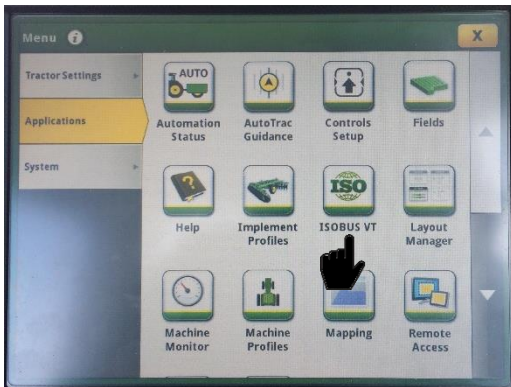 Menu i
X
Tractor Settings
Applications
System
AUTO
Automation
Status
AutoTrac
Guidance
Controls
Setup
Fields
?
Help
Implement
Profiles
ISO
ISOBUS VT
Layout
Manager
Machine
Monitor
Machine
Profiles
Mapping
Remote
Access